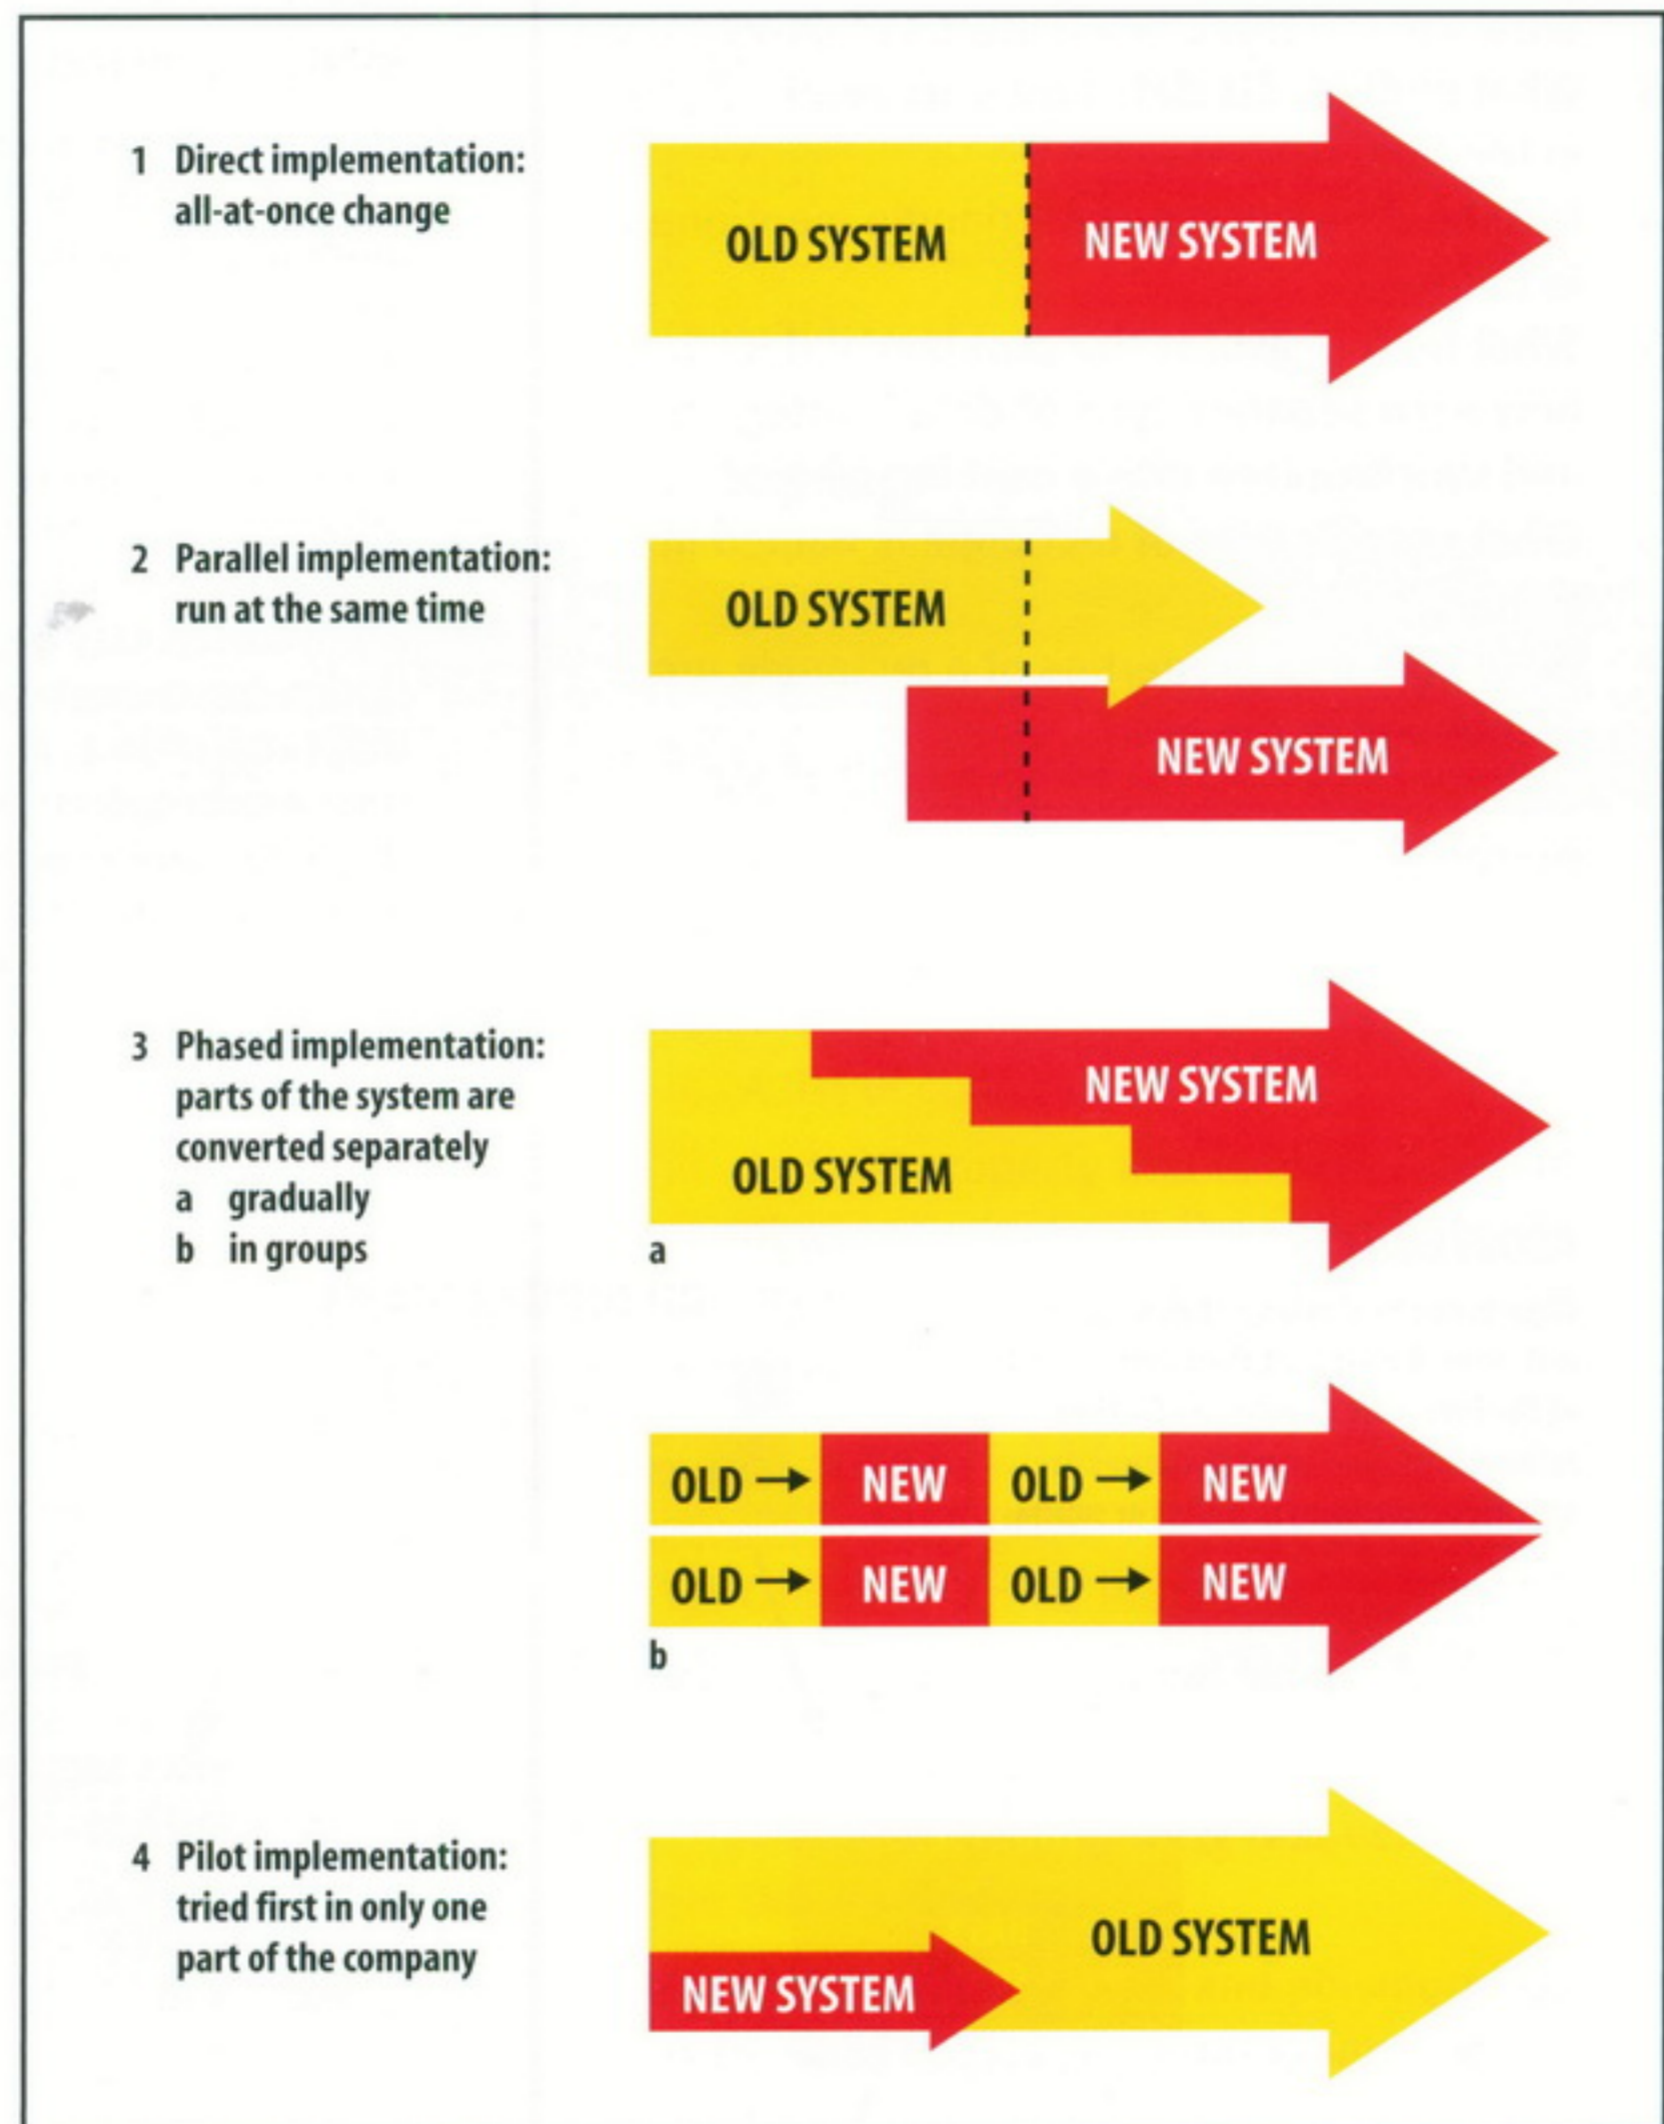 1 Direct implementation:
all-at-once change
OLD SYSTEM
NEW SYSTEM
2 Parallel implementation:
run at the same time
OLD SYSTEM
NEW SYSTEM
3 Phased implementation:
parts of the system are
converted separately
a gradually
b in groups
NEW SYSTEM
OLD SYSTEM
a
OLD → NEW OLD → NEW
OLD → NEW OLD → NEW
b
4 Pilot implementation:
tried first in only one
part of the company
OLD SYSTEM
NEW SYSTEM